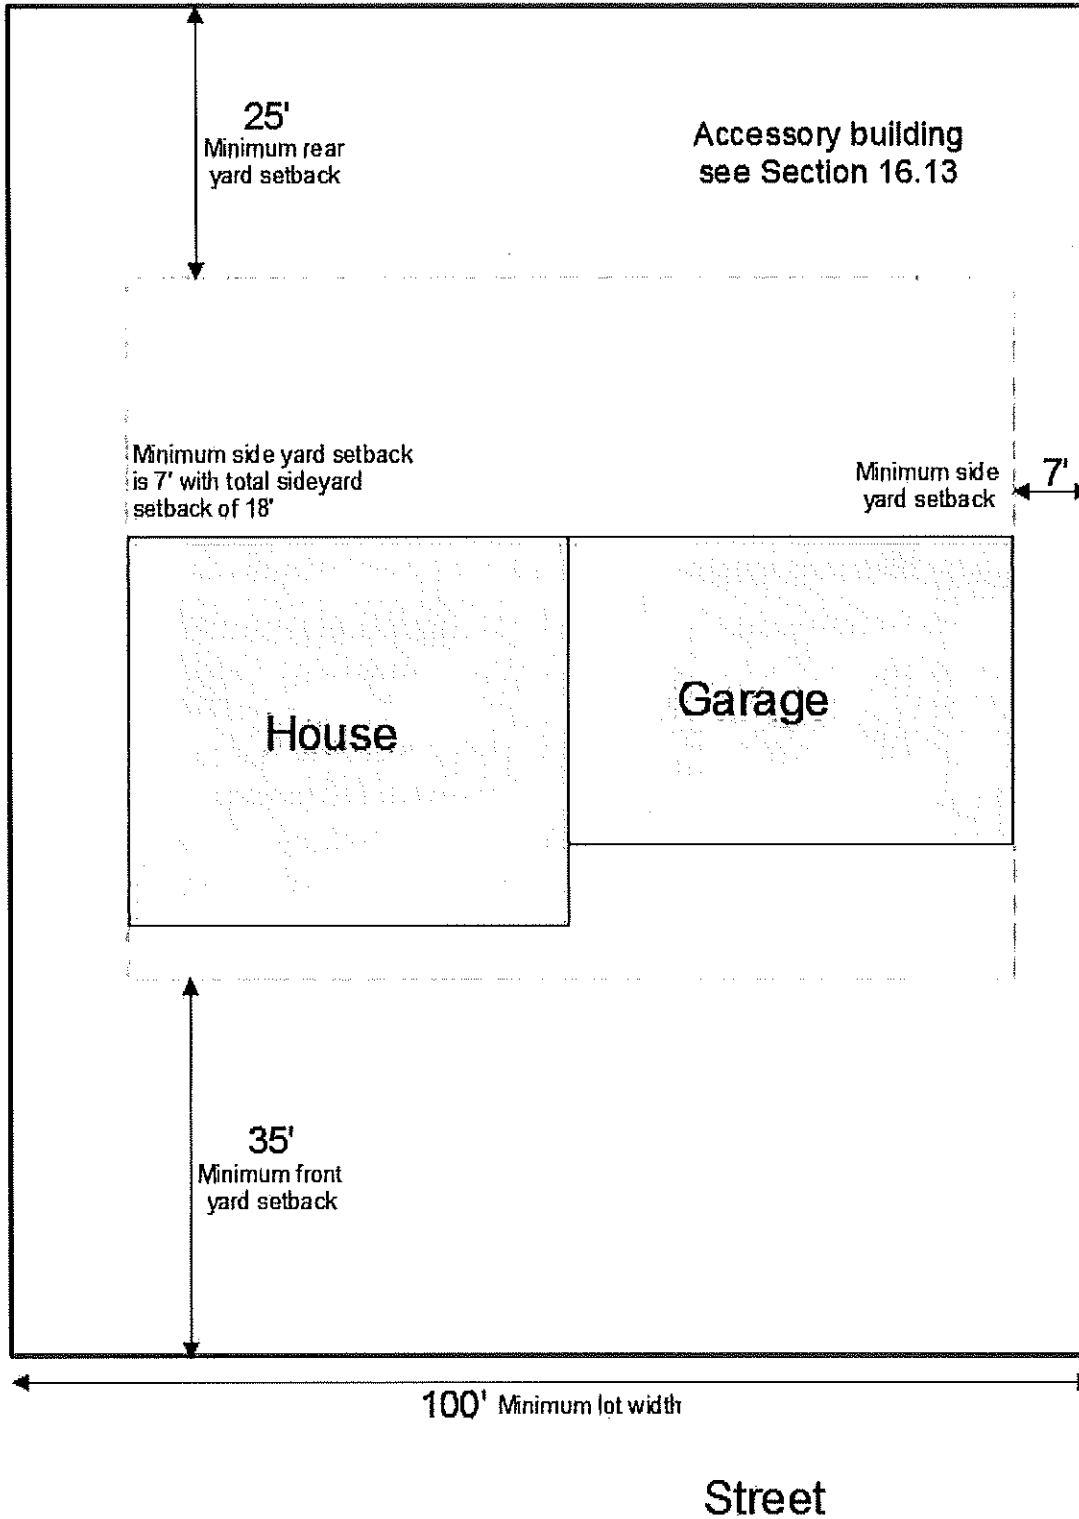 25'
Minimum rear
yard setback
Accessory building
see Section 16.13
Minimum side yard setback
is 7' with total sideyard
setback of 18'
Minimum side
yard setback
7'
House
Garage
35'
Minimum front
yard setback
100' Minimum lot width
Street